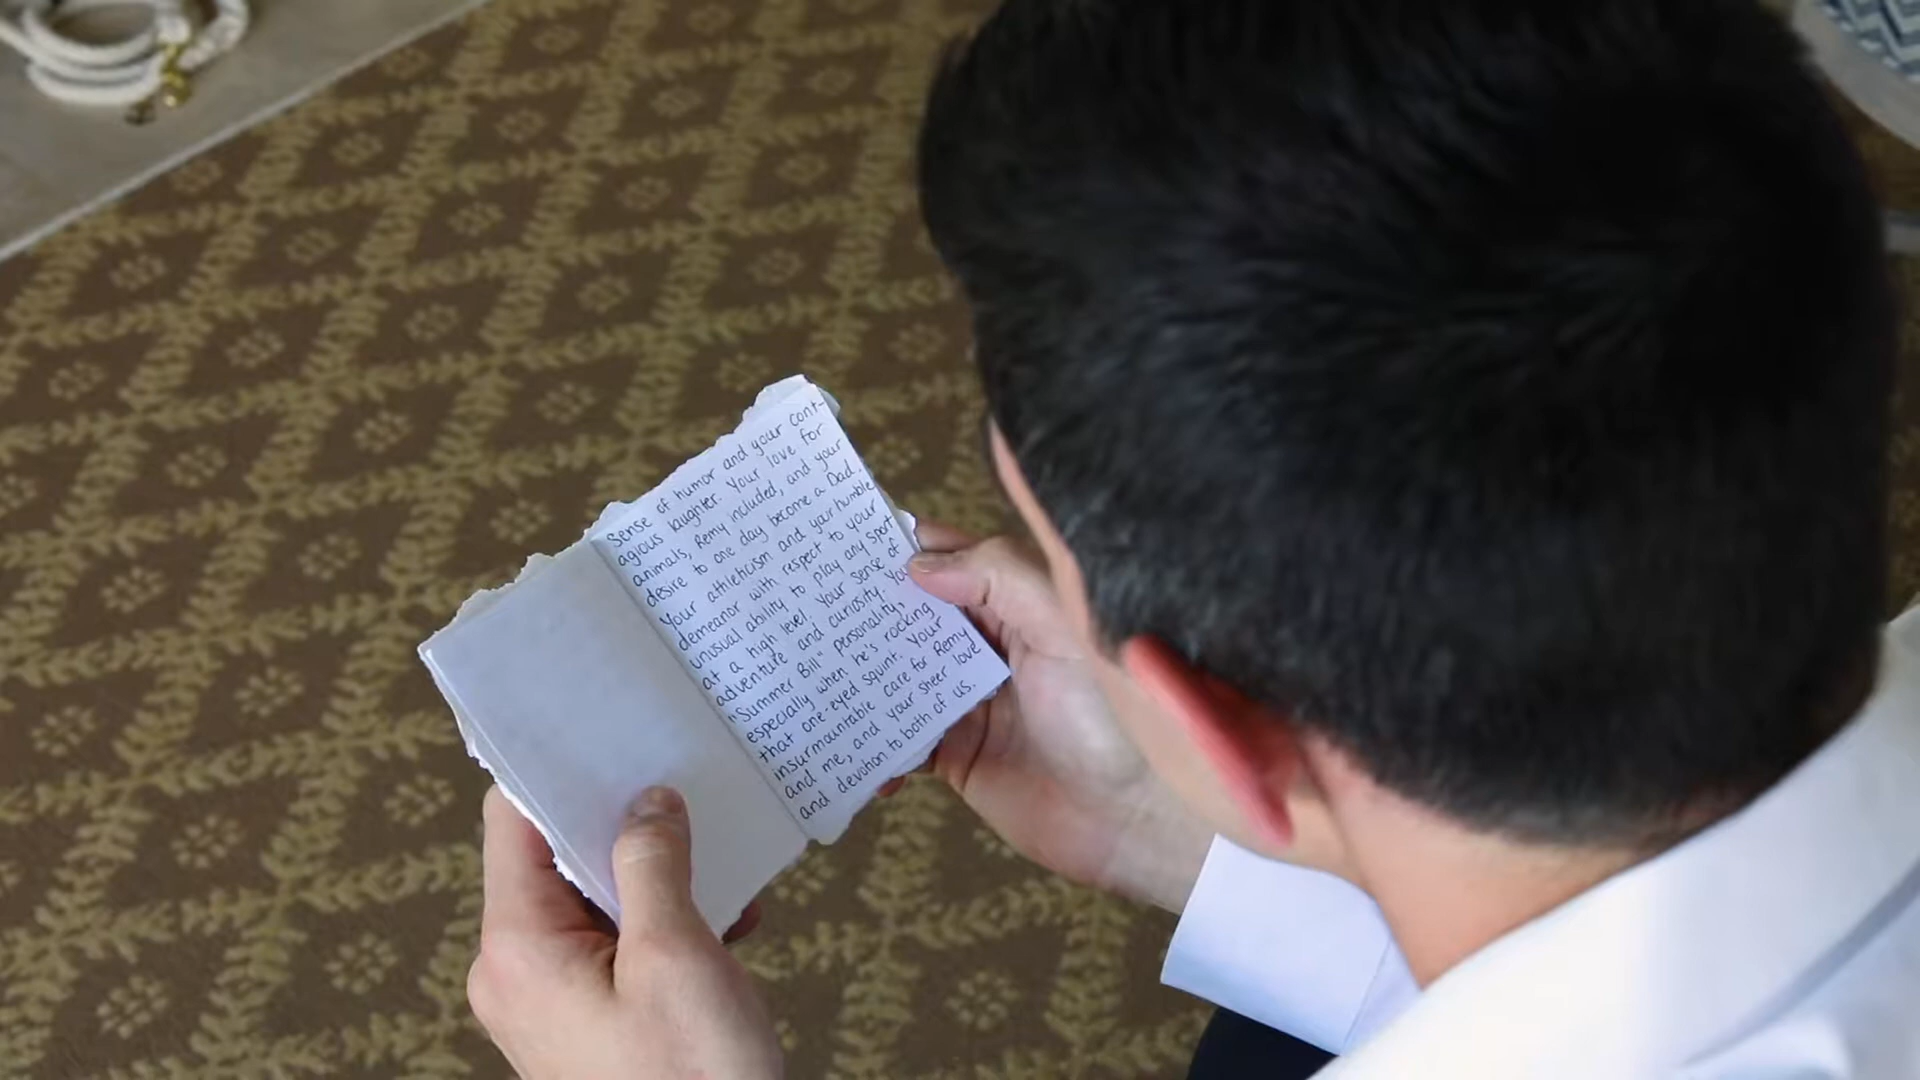 sense of humor and your cont-
agious laughter. Your love for
animals, Remy included, and your
desire to one day become a Dad.
Your athleticism and your humble
demeanor with respect to your
unusual ability to play any sport
at a high level. Your sense of
adventure and curiosity. Your
"Summer Bill" personality,
especially when he's rocking
that one-eyed squint. Your
insurmountable care for Remy
and me, and your sheer love
and devotion to both of us.